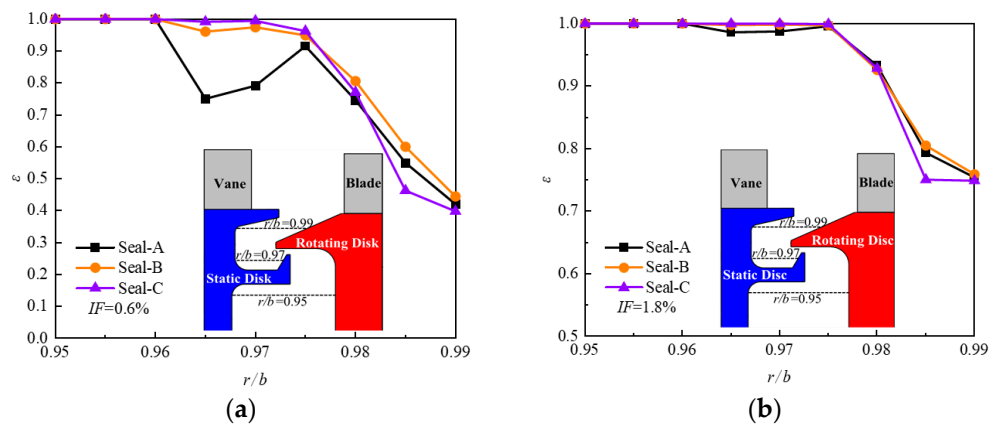 1.0
0.9
0.8
0.7
0.6
0.5
0.4
0.3
0.2
0.1
0.0
ε
Vane
Blade
r/b=0.99
Rotating Disk
r/b=0.97
Static Disk
r/b=0.95
Seal-A
Seal-B
Seal-C
IF=0.6%
0.95 0.96 0.97 0.98 0.99
r/b
(a)
1.0
0.9
0.8
0.7
0.6
0.5
ε
Vane
Blade
r/b=0.99
Rotating Disc
r/b=0.97
Static Disc
r/b=0.95
Seal-A
Seal-B
Seal-C
IF=1.8%
0.95 0.96 0.97 0.98 0.99
r/b
(b)